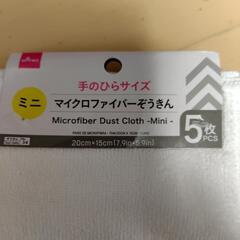 DAISO
手のひらサイズ
ミニ
マイクロファイバーぞうきん
Microfiber Dust Cloth -Mini-
20cm×15cm(7.9in×5.9in)
5枚
PCS